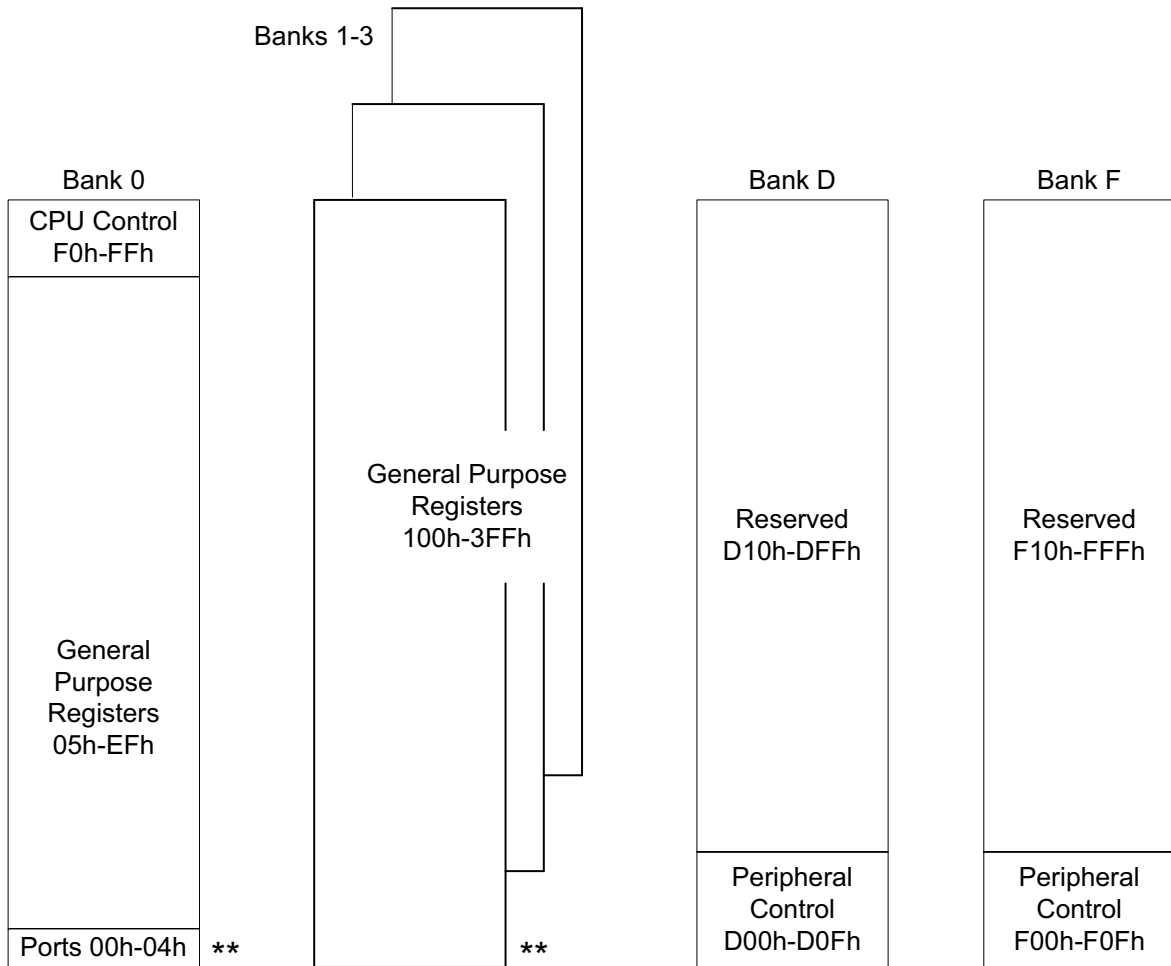 Banks 1-3
Bank 0
CPU Control
F0h-FFh
General
Purpose
Registers
05h-EFh
Ports 00h-04h
**
General Purpose
Registers
100h-3FFh
**
Bank D
Reserved
D10h-DFFh
Peripheral
Control
D00h-D0Fh
Bank F
Reserved
F10h-FFFh
Peripheral
Control
F00h-F0Fh